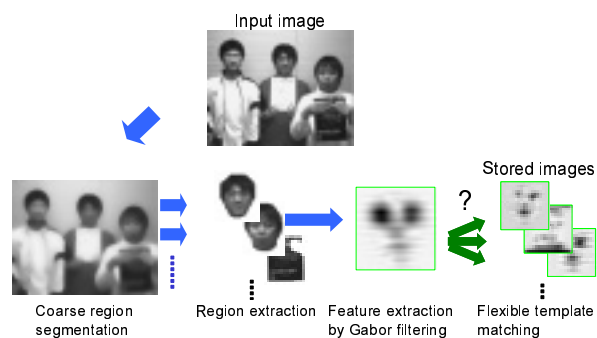 Input image
Stored images
?
Coarse region
segmentation
Region extraction
Feature extraction
by Gabor filtering
Flexible template
matching